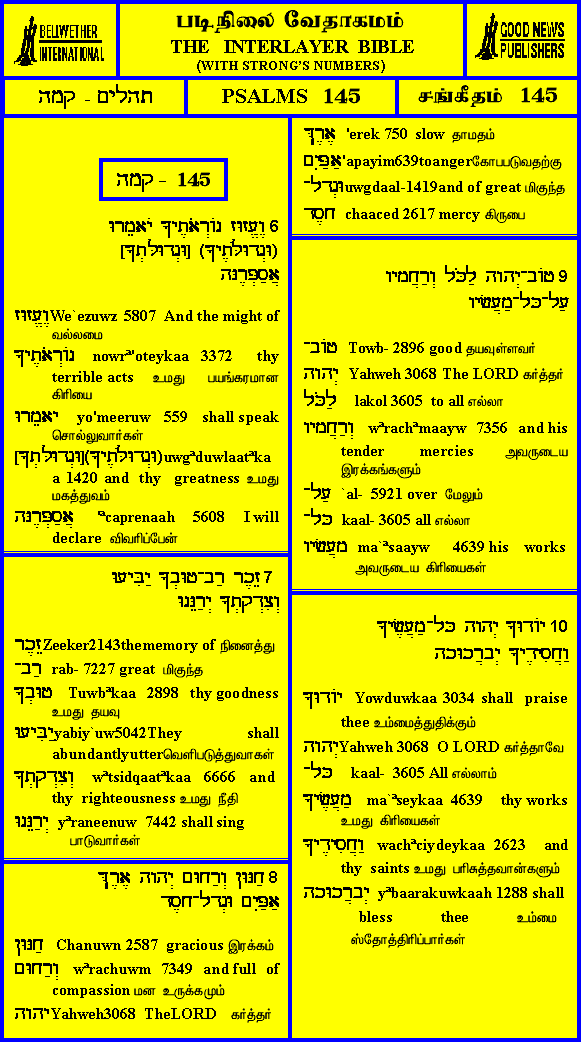 BELLWETHER
INTERNATIONAL
படிநிலை வேதாகமம்
THE INTERLAYER BIBLE
(WITH STRONG'S NUMBERS)
GOOD NEWS
PUBLISHERS
תהלים - קמה
PSALMS 145
சங்கீதம் 145
קמה - 145
6 וֶעֱזוּז נוֹרְאֹתֶיךָ יֹאמֵרוּ
(וּגְדוּלֹּתֶיךָ) [וּגְדוּלָּתְךָ]
אֲסַפְּרֶנָּה
וֶעֱזוּז We`ezuwz 5807 And the might of
வல்லமை
נוֹרְאֹתֶיךָ nowrª'oteykaa 3372 thy
terrible acts உமது பயங்கரமான
கிரியை
יֹאמֵרוּ yo'meeruw 559 shall speak
சொல்லுவார்கள்
[וּגְדוּלָּתְךָ](וּגְדוּלֹּתֶיךָ) uwgªduwlaatªka
a 1420 and thy greatness உமது
மகத்துவம்
אֲסַפְּרֶנָּה ªcaprenaah 5608 I will
declare விவரிப்பேன்
7 זֵכֶר רַב־טוּבְךָ יַבִּיעוּ
וְצִדְקָתְךָ יְרַנֵּנוּ
זֵכֶר Zeeker2143thememory of நினைத்து
רַב־ rab- 7227 great மிகுந்த
טוּבְךָ Tuwbªkaa 2898 thy goodness
உமது தயவு
יַבִּיעוּ yabiy`uw5042They shall
abundantlyutterவெளிபடுத்துவாகள்
וְצִדְקָתְךָ wªtsidqaatªkaa 6666 and
thy righteousness உமது நீதி
יְרַנֵּנוּ yªraneenuw 7442 shall sing
பாடுவார்கள்
8 חַנּוּן וְרַחוּם יְהוָה אֶרֶךְ
אַפַּיִם וּגְדָל־חָסֶד
חַנּוּן Chanuwn 2587 gracious இரக்கம்
וְרַחוּם wªrachuwm 7349 and full of
compassion மன உருக்கமும்
יהוה Yahweh3068 TheLORD கர்த்தர்
אֶרֶךְ 'erek 750 slow தாமதம்
אַפַּיִם 'apayim639toangerகோபபடுவதற்கு
וּגְדָל־ uwgdaal-1419and of great மிகுந்த
חָסֶד chaaced 2617 mercy கிருபை
9 טוֹב־יְהוָה לַכֹּל וְרַחֲמָיו
עַל־כָּל־מַעֲשָׂיו
טוֹב־ Towb- 2896 good தயவுள்ளவர்
יְהוָה Yahweh 3068 The LORD கர்த்தர்
לַכֹּל lakol 3605 to all எல்லா
וְרַחֲמָיו wªrachªmaayw 7356 and his
tender mercies அவருடைய
இரக்கங்களும்
עַל־ `al- 5921 over மேலும்
כָּל־ kaal- 3605 all எல்லா
מַעֲשָׂיו ma`ªsaayw 4639 his works
அவருடைய கிரியைகள்
10 יוֹדוּךָ יְהוָה כָּל־מַעֲשֶׂיךָ
וַחֲסִידֶיךָ יְבָרֲכוּכָה
יוֹדוּךָ Yowduwkaa 3034 shall praise
thee உம்மைத்துதிக்கும்
יְהוָה Yahweh 3068 O LORD கர்த்தாவே
כָּל־ kaal- 3605 All எல்லாம்
מַעֲשֶׂיךָ ma`ªseykaa 4639 thy works
உமது கிரியைகள்
וַחֲסִידֶיךָ wachªciydeykaa 2623 and
thy saints உமது பரிசுத்தவான்களும்
יְבָרֲכוּכָה yªbaarakuwkaah 1288 shall
bless thee உம்மை
ஸ்தோத்திரிப்பார்கள்